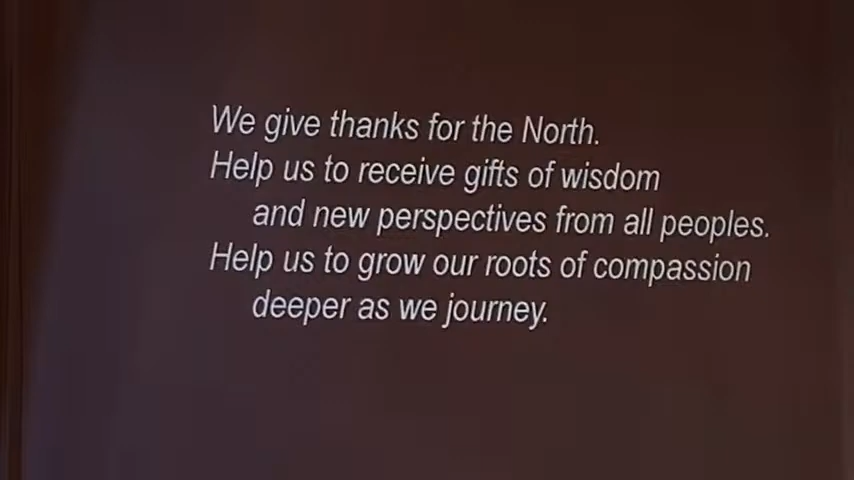 We give thanks for the North.
Help us to receive gifts of wisdom
and new perspectives from all peoples.
Help us to grow our roots of compassion
deeper as we journey.